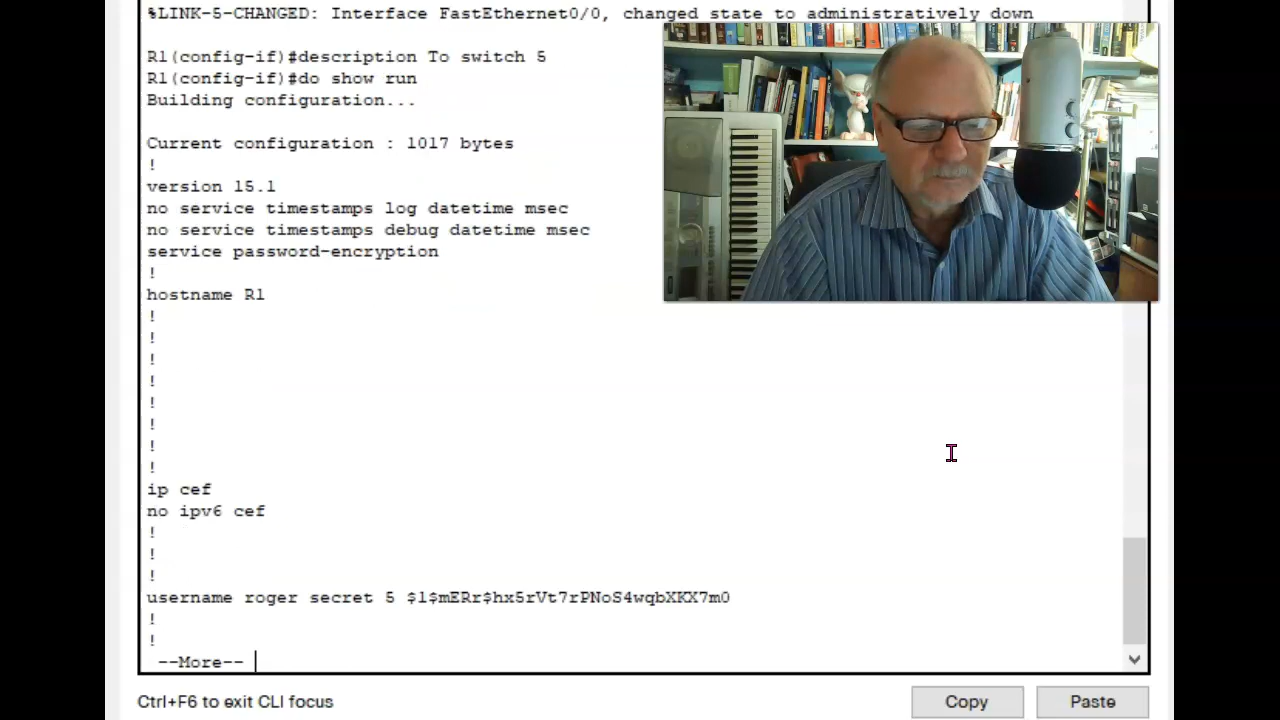 %LINK-5-CHANGED: Interface FastEthernet0/0, changed state to administratively down
R1(config-if)#description To switch 5
R1(config-if)#do show run
Building configuration...
Current configuration : 1017 bytes
!
version 15.1
no service timestamps log datetime msec
no service timestamps debug datetime msec
service password-encryption
!
hostname R1
!
!
!
!
!
!
!
!
ip cef
no ipv6 cef
!
!
!
username roger secret 5 $1$mERr$hx5rVt7rPNoS4wqbXKX7m0
!
!
--More--
Ctrl+F6 to exit CLI focus
Copy
Paste